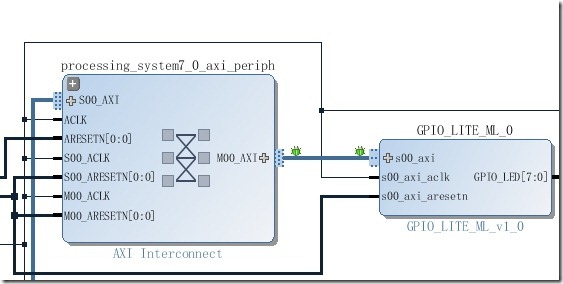 processing_system7_0_axi_periph
S00_AXI
ACLK
ARESETN[0:0]
S00_ACLK
S00_ARESETN[0:0]
M00_ACLK
M00_ARESETN[0:0]
M00_AXI
AXI Interconnect
GPIO_LITE_ML_0
s00_axi
s00_axi_aclk
s00_axi_aresetn
GPIO_LED[7:0]
GPIO_LITE_ML_v1_0